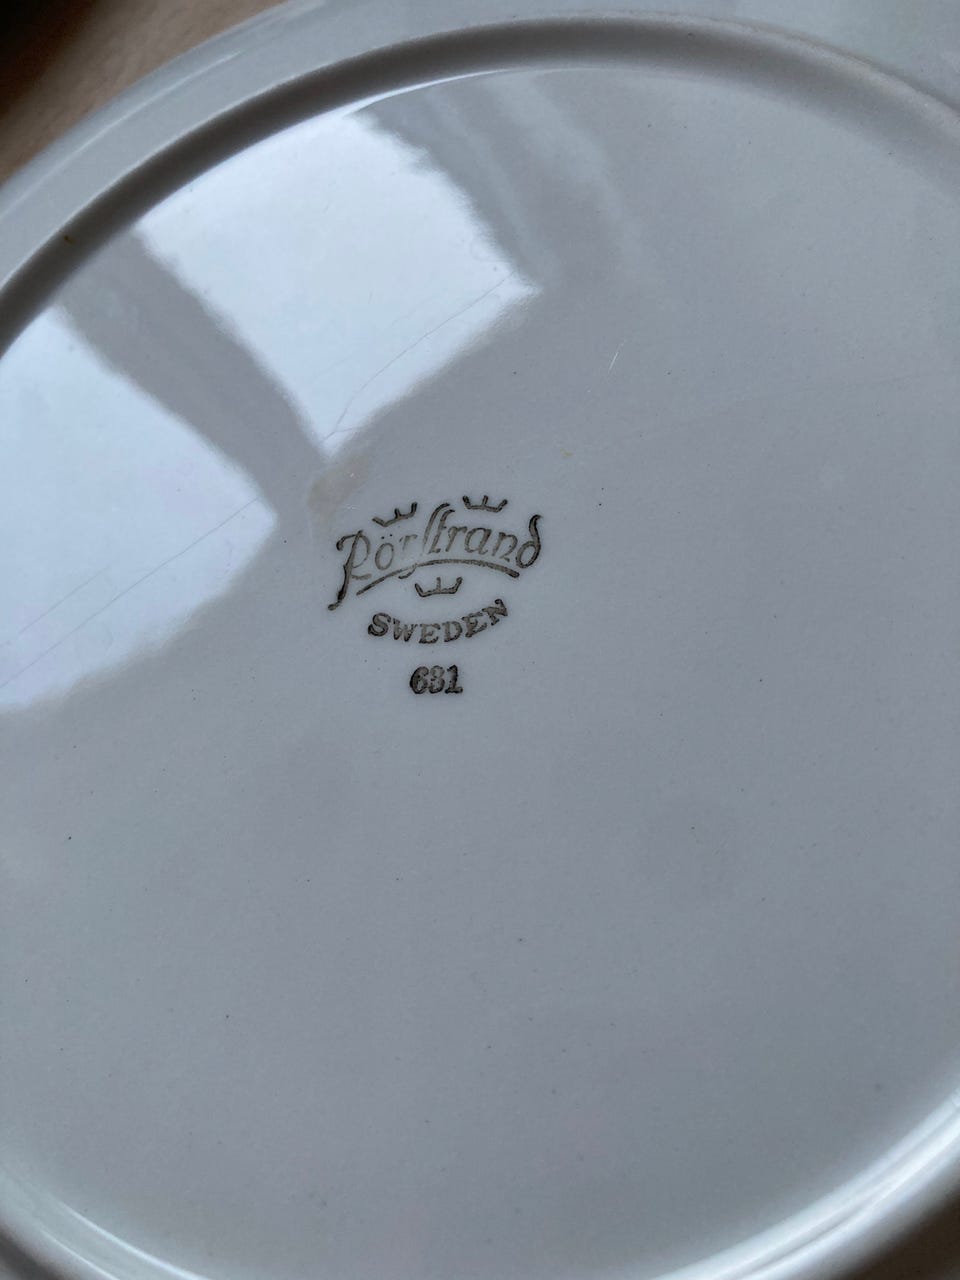 Rörstrand
SWEDEN
631